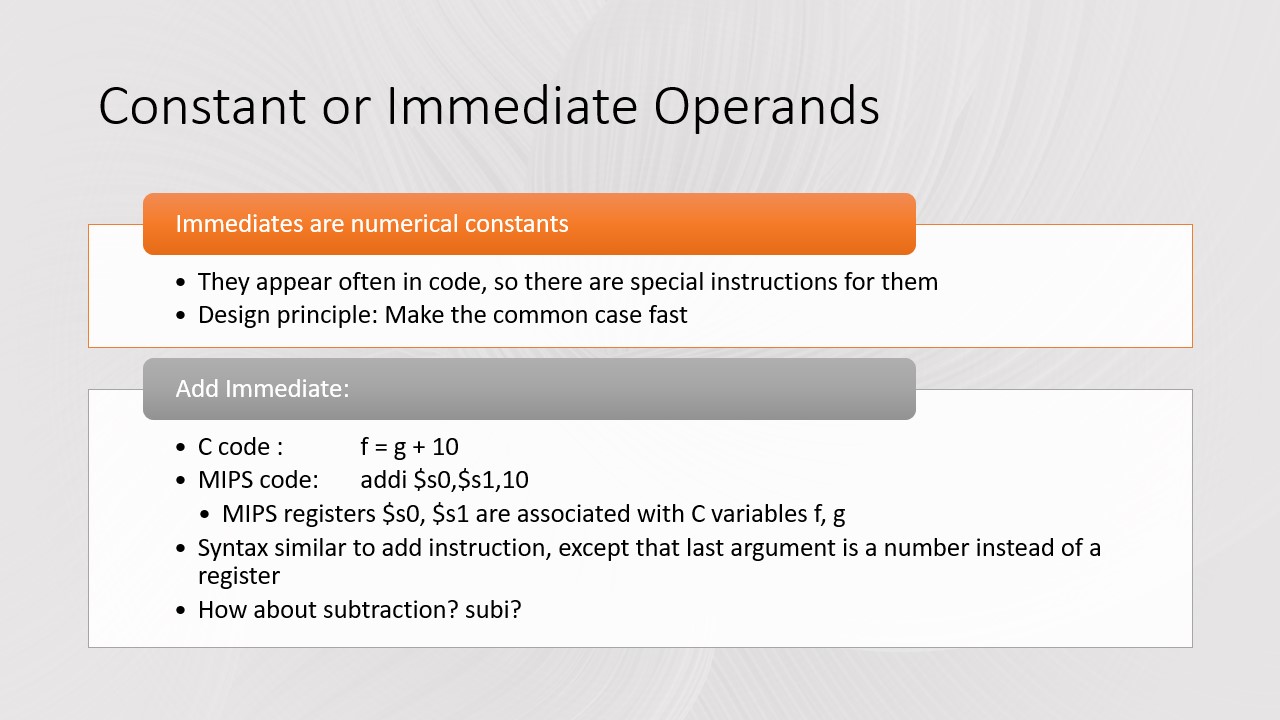 Constant or Immediate Operands
Immediates are numerical constants
• They appear often in code, so there are special instructions for them
• Design principle: Make the common case fast
Add Immediate:
• C code : f = g + 10
• MIPS code: addi $s0,$s1,10
• MIPS registers $s0, $s1 are associated with C variables f, g
• Syntax similar to add instruction, except that last argument is a number instead of a
register
• How about subtraction? subi?